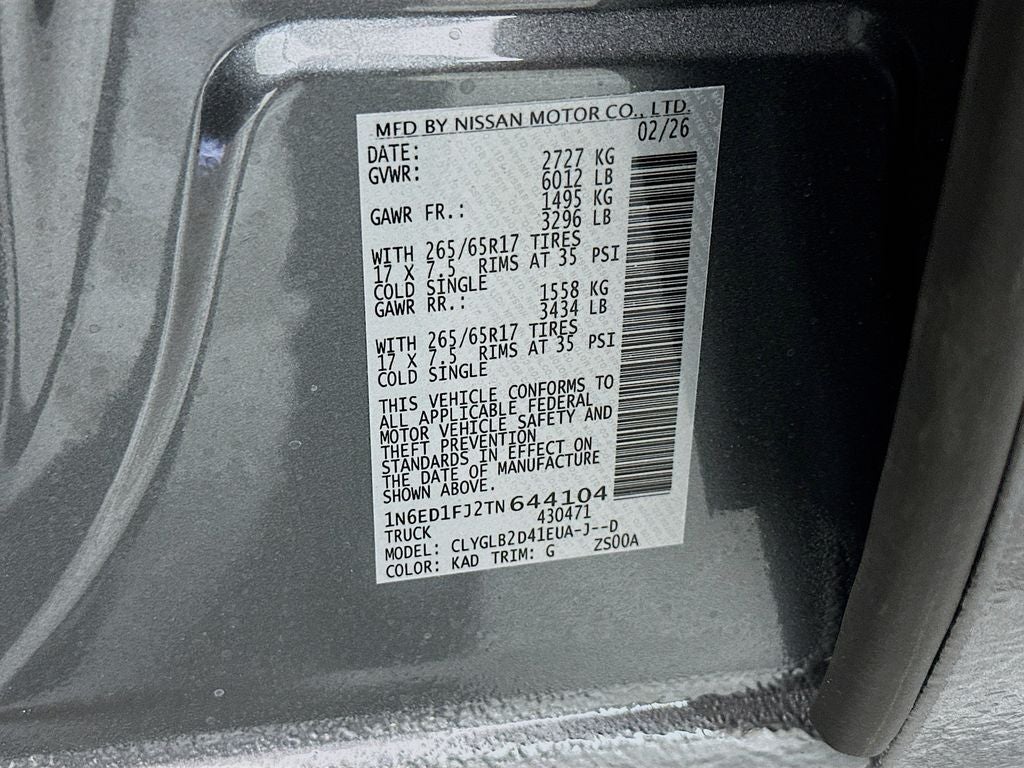 MFD BY NISSAN MOTOR CO., LTD.
DATE: 02/26
GVWR: 2727 KG
6012 LB
GAWR FR.: 1495 KG
3296 LB
WITH 265/65R17 TIRES
17 X 7.5 RIMS AT 35 PSI
COLD SINGLE
GAWR RR.: 1558 KG
3434 LB
WITH 265/65R17 TIRES
17 X 7.5 RIMS AT 35 PSI
COLD SINGLE
THIS VEHICLE CONFORMS TO
ALL APPLICABLE FEDERAL
MOTOR VEHICLE SAFETY AND
THEFT PREVENTION
STANDARDS IN EFFECT ON
THE DATE OF MANUFACTURE
SHOWN ABOVE.
1N6ED1FJ2TN644104
TRUCK 430471
MODEL: CLYGLB2D41EUA-J--D
COLOR: KAD TRIM: G ZS00A